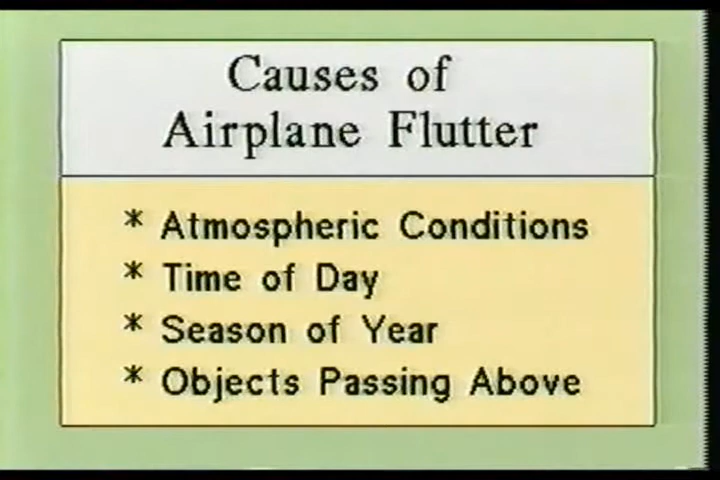 Causes of
Airplane Flutter
* Atmospheric Conditions
* Time of Day
* Season of Year
* Objects Passing Above